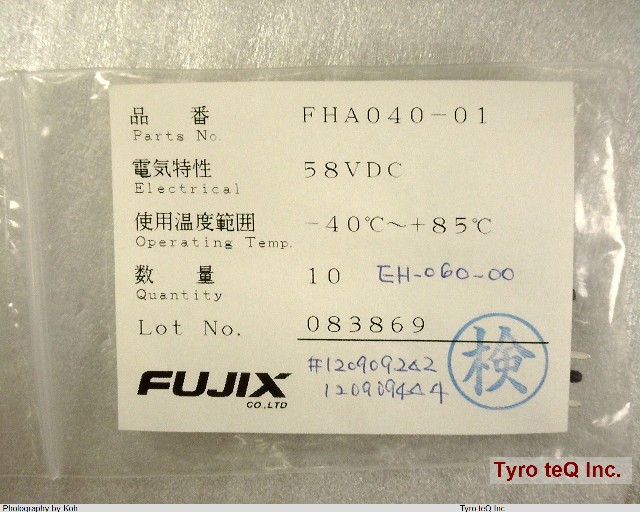 品 番 FHA040-01
Parts No.
電気特性 58VDC
Electrical
使用温度範囲 -40℃～+85℃
Operating Temp.
数 量 10 EH-060-00
Quantity
Lot No. 083869
#120909242
120909444
検
FUJIX
CO.,LTD
Tyro teQ Inc.
Photography by Koh Tyro teQ Inc